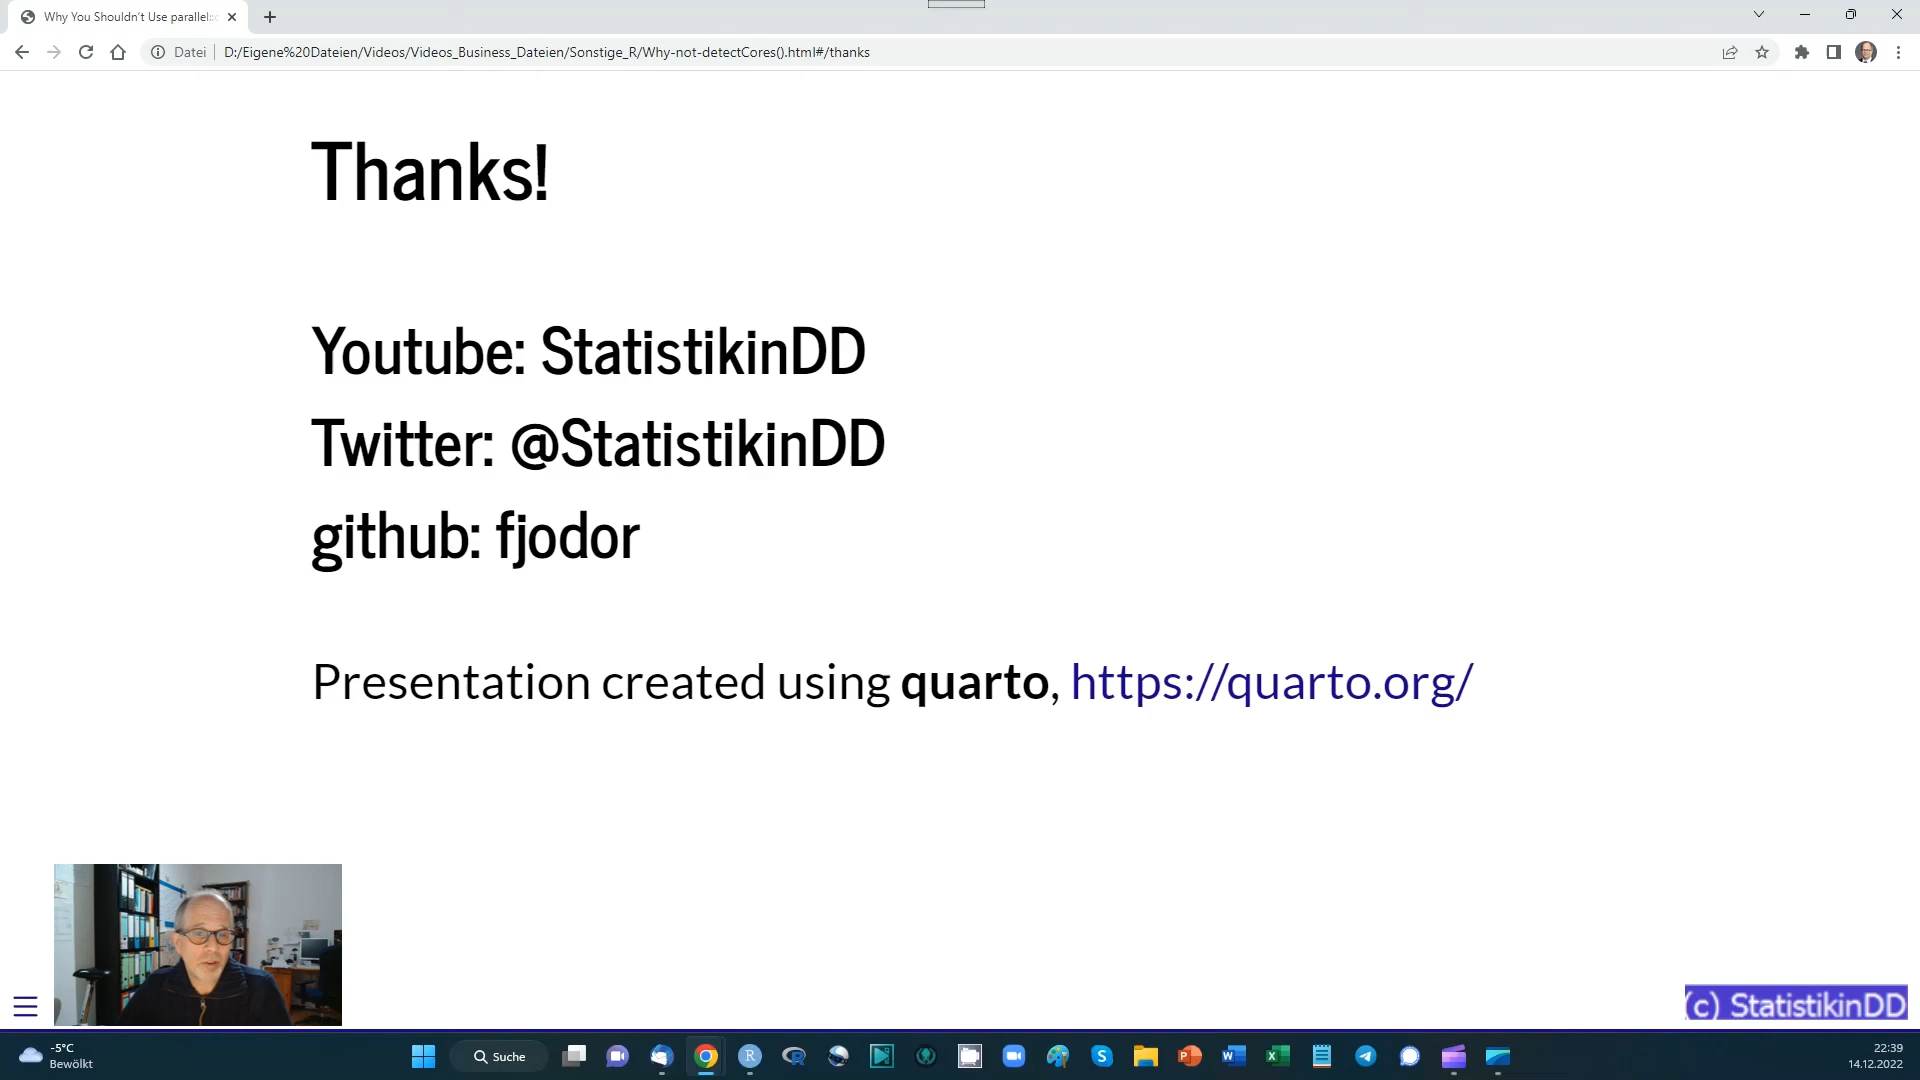 Why You Shouldn't Use parallel::
Datei
D:/Eigene%20Dateien/Videos/Videos_Business_Dateien/Sonstige_R/Why-not-detectCores().html#/thanks
Thanks!
Youtube: StatistikinDD
Twitter: @StatistikinDD
github: fjodor
Presentation created using quarto, https://quarto.org/
(c) StatistikinDD
-5°C
Bewölkt
Suche
22:39
14.12.2022